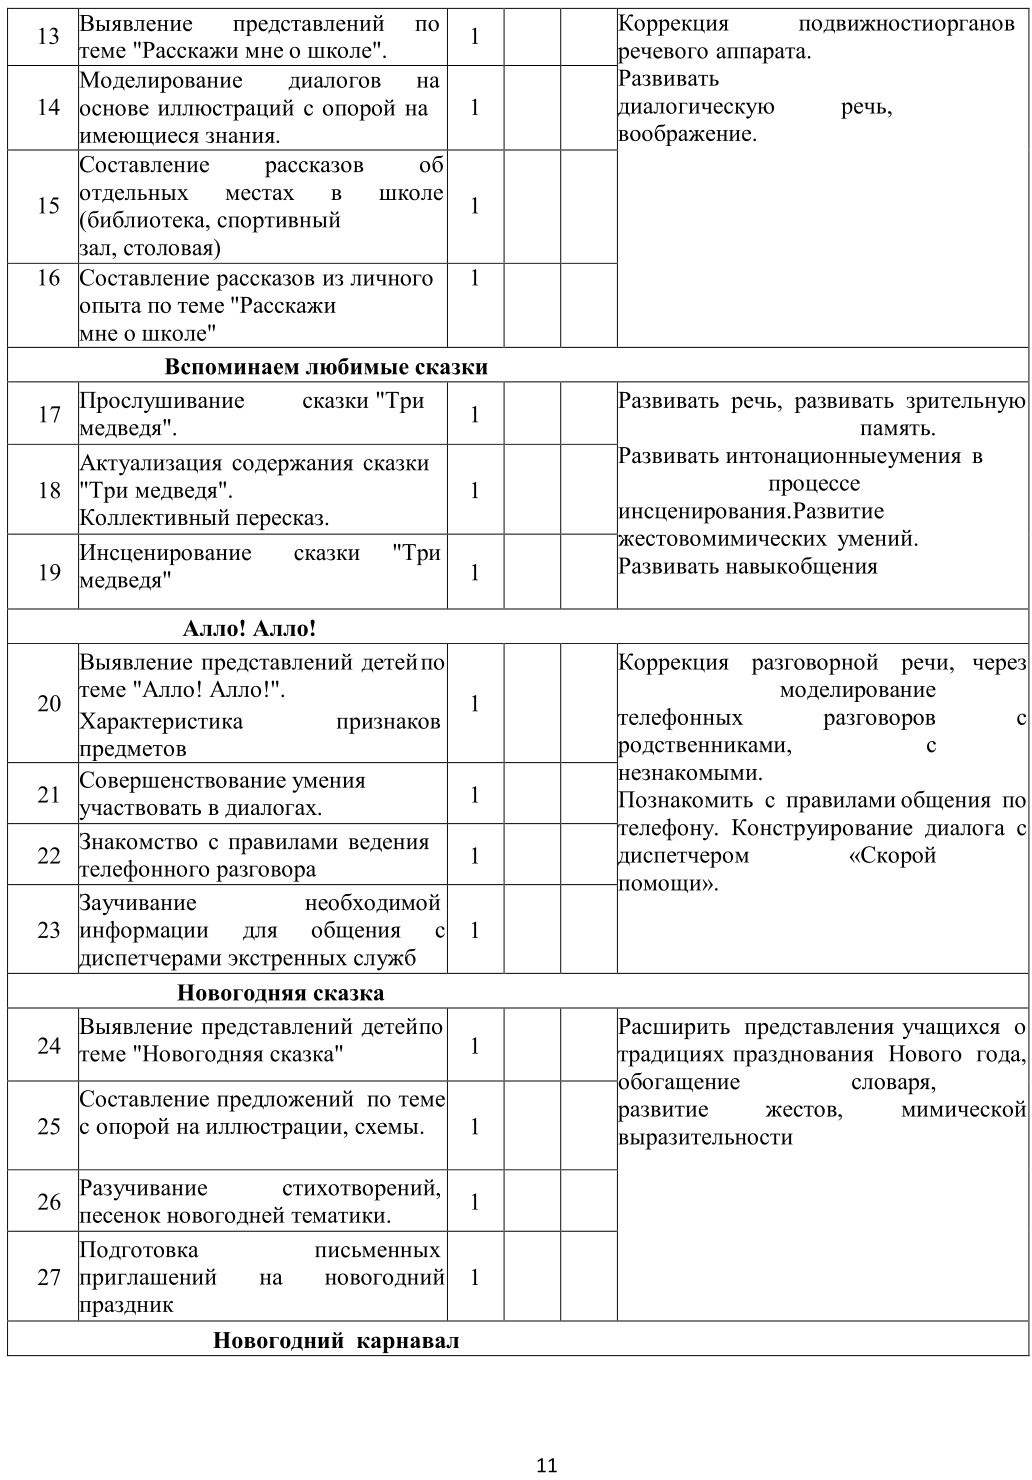 13
Выявление представлений по
теме "Расскажи мне о школе".
1
Коррекция подвижностиорганов
речевого аппарата.
Развивать
диалогическую речь,
воображение.
14
Моделирование диалогов на
основе иллюстраций с опорой на
имеющиеся знания.
1
15
Составление рассказов об
отдельных местах в школе
(библиотека, спортивный
зал, столовая)
1
16
Составление рассказов из личного
опыта по теме "Расскажи
мне о школе"
1
Вспоминаем любимые сказки
17
Прослушивание сказки "Три
медведя".
1
Развивать речь, развивать зрительную
память.
Развивать интонационныеумения в
процессе
инсценирования.Развитие
жестовомимических умений.
Развивать навыкобщения
18
Актуализация содержания сказки
"Три медведя".
Коллективный пересказ.
1
19
Инсценирование сказки "Три
медведя"
1
Алло! Алло!
20
Выявление представлений детей по
теме "Алло! Алло!".
Характеристика признаков
предметов
1
Коррекция разговорной речи, через
моделирование
телефонных разговоров с
родственниками, с
незнакомыми.
Познакомить с правилами общения по
телефону. Конструирование диалога с
диспетчером «Скорой
помощи».
21
Совершенствование умения
участвовать в диалогах.
1
22
Знакомство с правилами ведения
телефонного разговора
1
23
Заучивание необходимой
информации для общения с
диспетчерами экстренных служб
1
Новогодняя сказка
24
Выявление представлений детейпо
теме "Новогодняя сказка"
1
Расширить представления учащихся о
традициях празднования Нового года,
обогащение словаря,
развитие жестов, мимической
выразительности
25
Составление предложений по теме
с опорой на иллюстрации, схемы.
1
26
Разучивание стихотворений,
песенок новогодней тематики.
1
27
Подготовка письменных
приглашений на новогодний
праздник
1
Новогодний карнавал
11